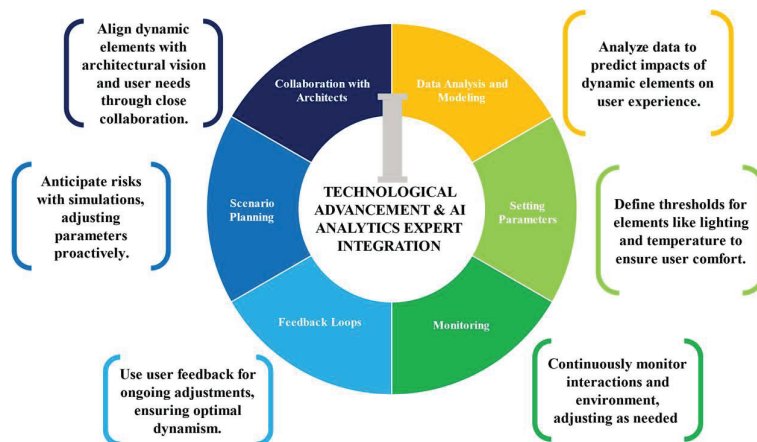 Align dynamic
elements with
architectural vision
and user needs
through close
collaboration.
Collaboration with
Architects
Data Analysis and
Modeling
Analyze data to
predict impacts of
dynamic elements on
user experience.
Anticipate risks
with simulations,
adjusting
parameters
proactively.
Scenario
Planning
TECHNOLOGICAL
ADVANCEMENT & AI
ANALYTICS EXPERT
INTEGRATION
Setting
Parameters
Define thresholds for
elements like lighting
and temperature to
ensure user comfort.
Feedback Loops
Monitoring
Use user feedback for
ongoing adjustments,
ensuring optimal
dynamism.
Continuously monitor
interactions and
environment,
adjusting as needed